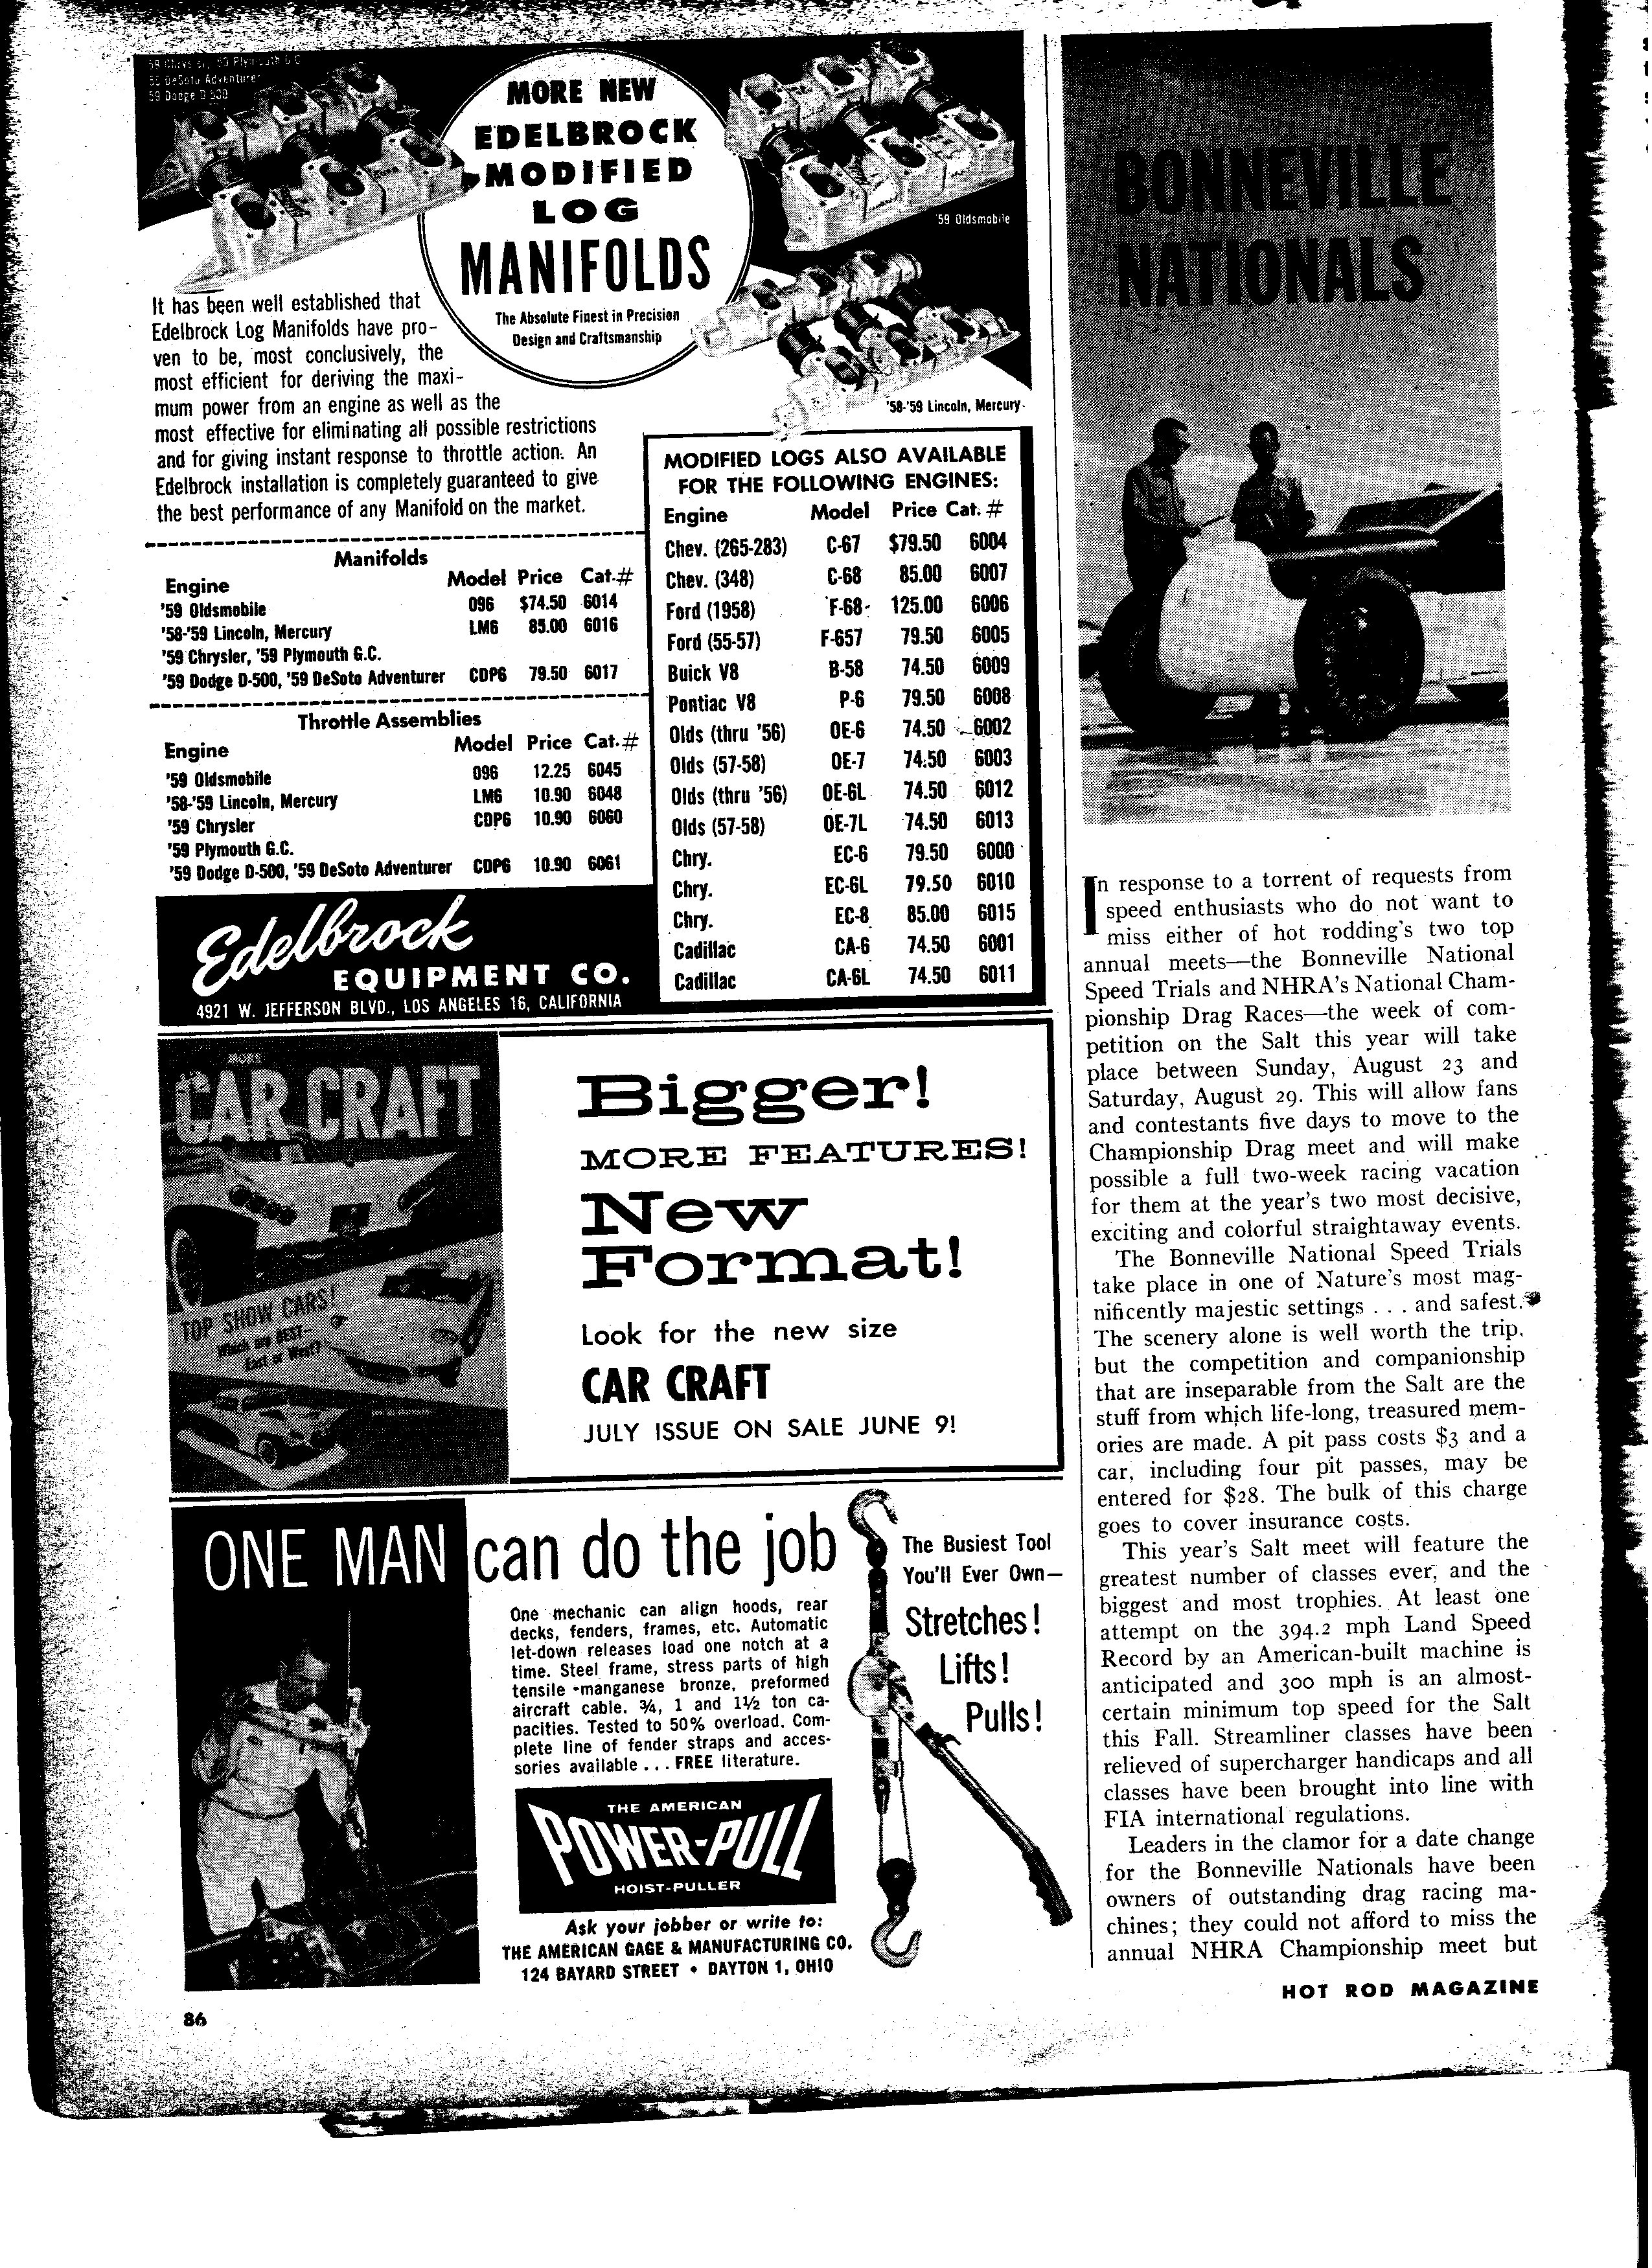 '59 Chrysler, '59 Plymouth G.C.
'59 DeSoto Adventurer
'59 Dodge D-500
MORE NEW
EDELBROCK
MODIFIED
LOG
MANIFOLDS
The Absolute Finest in Precision
Design and Craftsmanship
'59 Oldsmobile
'58-'59 Lincoln, Mercury
It has been well established that
Edelbrock Log Manifolds have pro-
ven to be, most conclusively, the
most efficient for deriving the maxi-
mum power from an engine as well as the
most effective for eliminating all possible restrictions
and for giving instant response to throttle action. An
Edelbrock installation is completely guaranteed to give
the best performance of any Manifold on the market.
Manifolds
Engine Model Price Cat.#
'59 Oldsmobile 096 $74.50 6014
'58-'59 Lincoln, Mercury LM6 85.00 6016
'59 Chrysler, '59 Plymouth G.C.
'59 Dodge D-500, '59 DeSoto Adventurer CDP6 79.50 6017
Throttle Assemblies
Engine Model Price Cat.#
'59 Oldsmobile 096 12.25 6045
'58-'59 Lincoln, Mercury LM6 10.90 6048
'59 Chrysler CDP6 10.90 6060
'59 Plymouth G.C.
'59 Dodge D-500, '59 DeSoto Adventurer CDP6 10.90 6061
Edelbrock
EQUIPMENT CO.
4921 W. JEFFERSON BLVD., LOS ANGELES 16, CALIFORNIA
MODIFIED LOGS ALSO AVAILABLE
FOR THE FOLLOWING ENGINES:
Engine Model Price Cat. #
Chev. (265-283) C-67 $79.50 6004
Chev. (348) C-68 85.00 6007
Ford (1958) F-68 125.00 6006
Ford (55-57) F-657 79.50 6005
Buick V8 B-58 74.50 6009
Pontiac V8 P-6 79.50 6008
Olds (thru '56) OE-6 74.50 6002
Olds (57-58) OE-7 74.50 6003
Olds (thru '56) OE-6L 74.50 6012
Olds (57-58) OE-7L 74.50 6013
Chry. EC-6 79.50 6000
Chry. EC-6L 79.50 6010
Chry. EC-8 85.00 6015
Cadillac CA-6 74.50 6001
Cadillac CA-6L 74.50 6011
MORE
CAR CRAFT
TOP SHOW CARS!
Which are BEST—
East or West?
Bigger!
MORE FEATURES!
New
Format!
Look for the new size
CAR CRAFT
JULY ISSUE ON SALE JUNE 9!
ONE MAN can do the job
One mechanic can align hoods, rear
decks, fenders, frames, etc. Automatic
let-down releases load one notch at a
time. Steel frame, stress parts of high
tensile manganese bronze, preformed
aircraft cable. ¾, 1 and 1½ ton ca-
pacities. Tested to 50% overload. Com-
plete line of fender straps and acces-
sories available . . . FREE literature.
THE AMERICAN
POWER-PULL
HOIST-PULLER
Ask your jobber or write to:
THE AMERICAN GAGE & MANUFACTURING CO.
124 BAYARD STREET • DAYTON 1, OHIO
The Busiest Tool
You'll Ever Own—
Stretches!
Lifts!
Pulls!
BONNEVILLE
NATIONALS
In response to a torrent of requests from
speed enthusiasts who do not want to
miss either of hot rodding's two top
annual meets—the Bonneville National
Speed Trials and NHRA's National Cham-
pionship Drag Races—the week of com-
petition on the Salt this year will take
place between Sunday, August 23 and
Saturday, August 29. This will allow fans
and contestants five days to move to the
Championship Drag meet and will make
possible a full two-week racing vacation
for them at the year's two most decisive,
exciting and colorful straightaway events.
The Bonneville National Speed Trials
take place in one of Nature's most mag-
nificently majestic settings . . . and safest.
The scenery alone is well worth the trip,
but the competition and companionship
that are inseparable from the Salt are the
stuff from which life-long, treasured mem-
ories are made. A pit pass costs $3 and a
car, including four pit passes, may be
entered for $28. The bulk of this charge
goes to cover insurance costs.
This year's Salt meet will feature the
greatest number of classes ever, and the
biggest and most trophies. At least one
attempt on the 394.2 mph Land Speed
Record by an American-built machine is
anticipated and 300 mph is an almost-
certain minimum top speed for the Salt
this Fall. Streamliner classes have been
relieved of supercharger handicaps and all
classes have been brought into line with
FIA international regulations.
Leaders in the clamor for a date change
for the Bonneville Nationals have been
owners of outstanding drag racing ma-
chines; they could not afford to miss the
annual NHRA Championship meet but
HOT ROD MAGAZINE
86